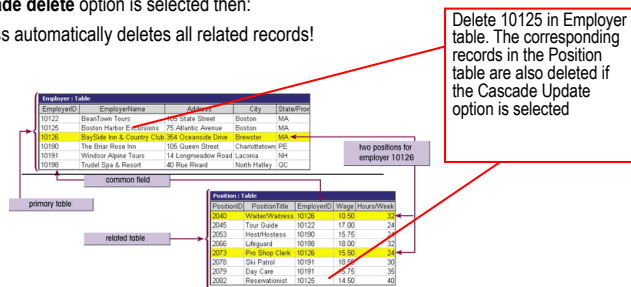 ade delete option is selected then:
s automatically deletes all related records!
Delete 10125 in Employer
table. The corresponding
records in the Position
table are also deleted if
the Cascade Update
option is selected
Employer : Table
EmployerID EmployerName Address City State/Prov
10122 BeanTown Tours 105 State Street Boston MA
10125 Boston Harbor Excursions 75 Atlantic Avenue Boston MA
10126 BaySide Inn & Country Club 354 Oceanside Drive Brewster MA
10190 The Briar Rose Inn 105 Queen Street Charlottetown PE
10191 Windsor Alpine Tours 14 Longmeadow Road Laconia NH
10198 Trudel Spa & Resort 40 Rue Rivard North Hatley QC
two positions for
employer 10126
common field
primary table
related table
Position : Table
PositionID PositionTitle EmployerID Wage Hours/Week
2040 Waiter/Waitress 10126 10.50 32
2045 Tour Guide 10122 17.00 24
2053 Host/Hostess 10190 15.75 24
2066 Lifeguard 10198 18.00 32
2073 Pro Shop Clerk 10126 15.50 24
2078 Ski Patrol 10191 18.50 30
2079 Day Care 10191 15.75 35
2082 Reservationist 10125 14.50 40